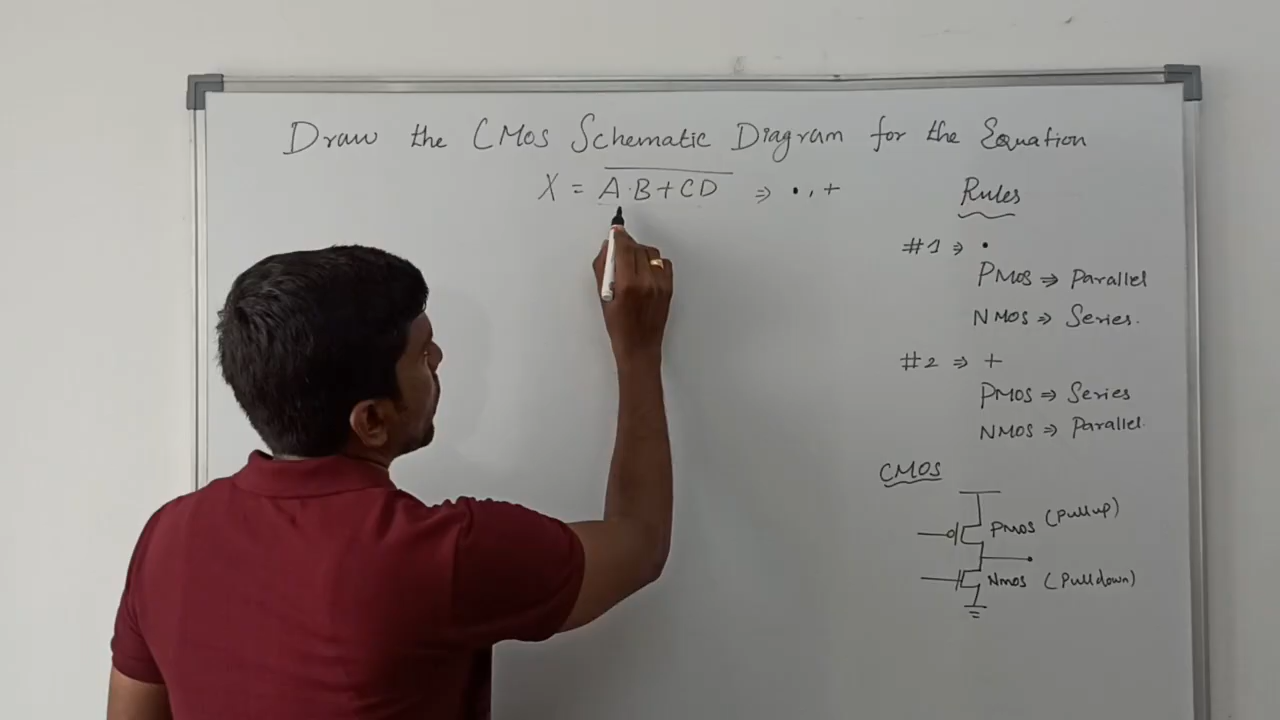 Draw the CMOS Schematic Diagram for the Equation
X = \overline{A·B+CD} ⇒ •, +
Rules
#1 ⇒ •
PMOS ⇒ Parallel
NMOS ⇒ Series.
#2 ⇒ +
PMOS ⇒ Series
NMOS ⇒ Parallel.
CMOS
PMOS (Pullup)
Nmos (Pulldown)